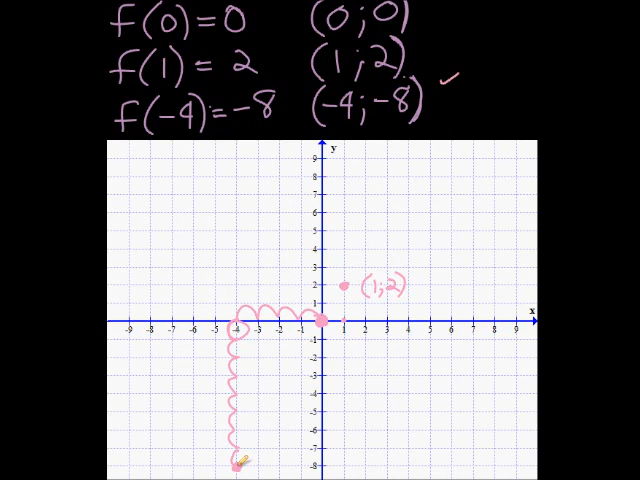 f(0) = 0 (0;0)
f(1) = 2 (1;2)
f(-4) = -8 (-4;-8)
y
9
8
7
6
5
4
3
2 (1;2)
1
x
-9 -8 -7 -6 -5 -4 -3 -2 -1 1 2 3 4 5 6 7 8 9
-1
-2
-3
-4
-5
-6
-7
-8